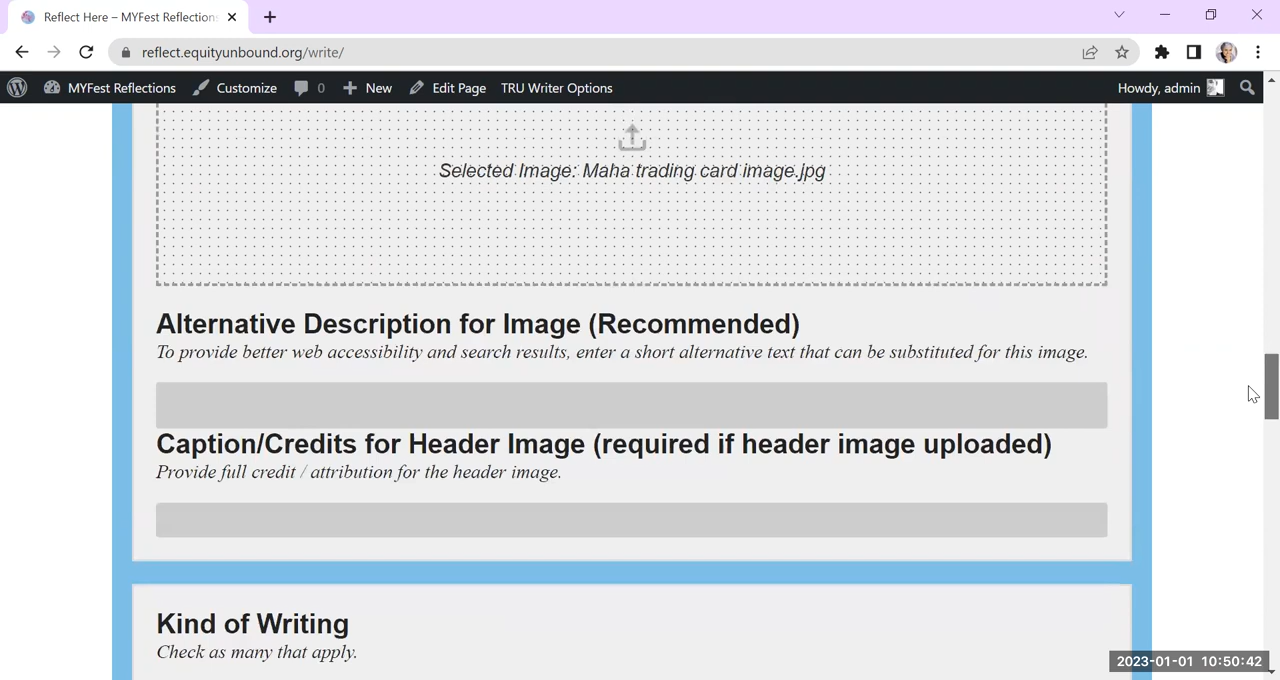 Reflect Here – MYFest Reflections
reflect.equityunbound.org/write/
MYFest Reflections Customize 0 New Edit Page TRU Writer Options Howdy, admin
Selected Image: Maha trading card image.jpg
Alternative Description for Image (Recommended)
To provide better web accessibility and search results, enter a short alternative text that can be substituted for this image.
Caption/Credits for Header Image (required if header image uploaded)
Provide full credit / attribution for the header image.
Kind of Writing
Check as many that apply.
2023-01-01 10:50:42